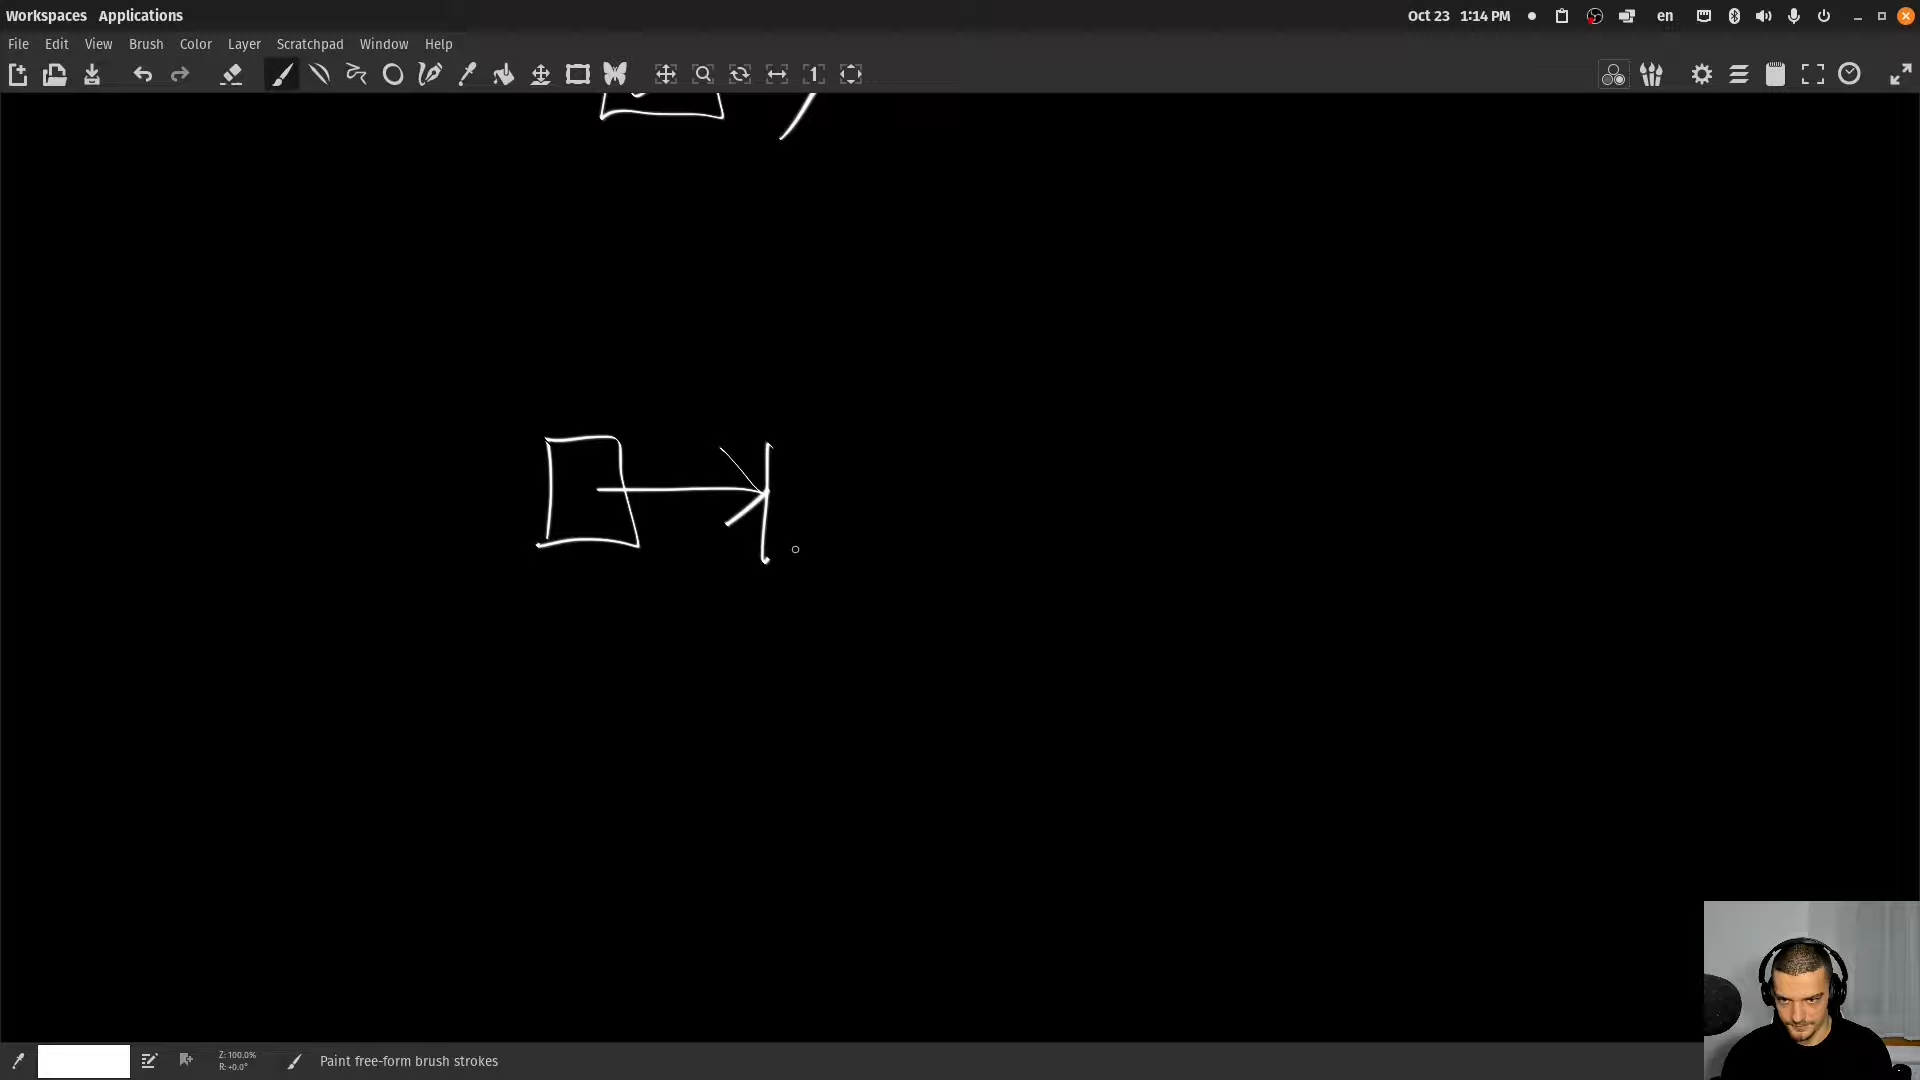 Workspaces Applications Oct 23 1:14 PM en
File Edit View Brush Color Layer Scratchpad Window Help
1
Z: 100.0%
R: +0.0°
Paint free-form brush strokes